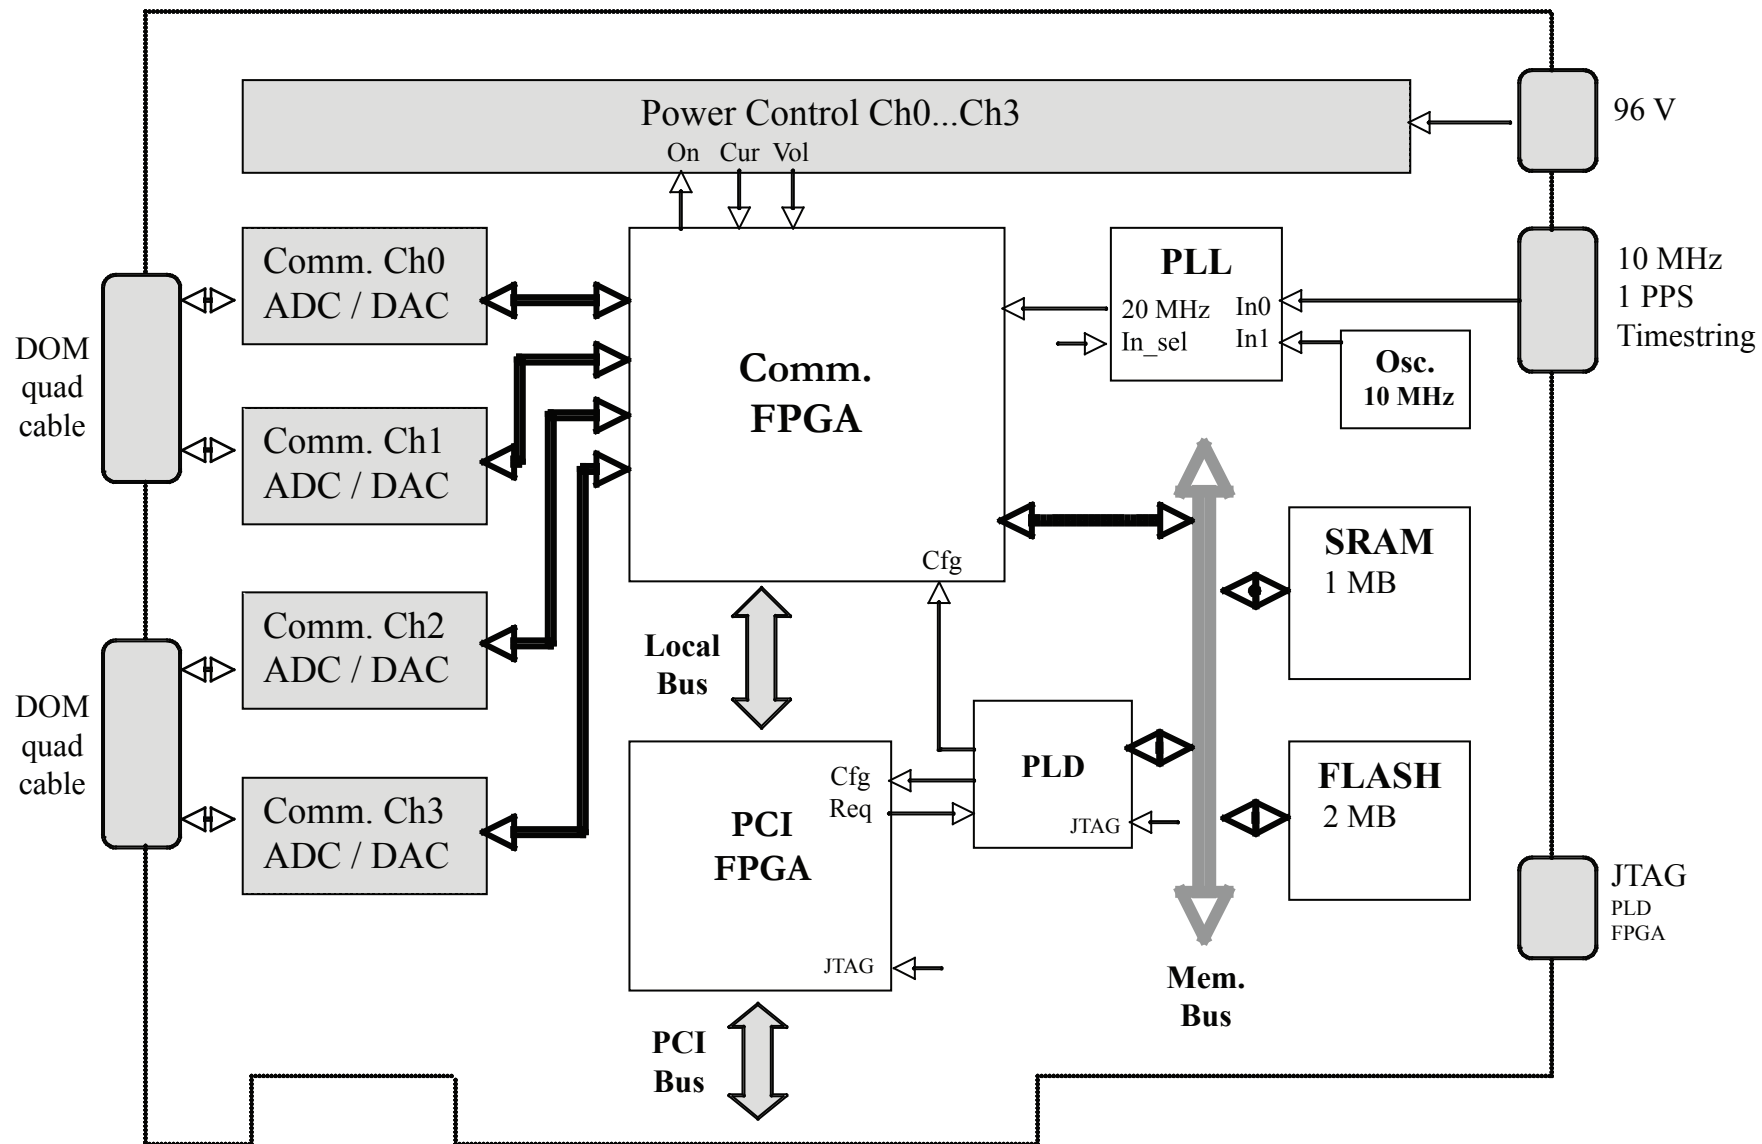 Power Control Ch0...Ch3
On Cur Vol
96 V
Comm. Ch0
ADC / DAC
Comm. Ch1
ADC / DAC
DOM
quad
cable
Comm. Ch2
ADC / DAC
Comm. Ch3
ADC / DAC
DOM
quad
cable
Comm.
FPGA
Cfg
PLL
20 MHz In0
In_sel In1
Osc.
10 MHz
10 MHz
1 PPS
Timestring
SRAM
1 MB
Local
Bus
PLD
JTAG
FLASH
2 MB
Cfg
Req
PCI
FPGA
JTAG
JTAG
PLD
FPGA
Mem.
Bus
PCI
Bus